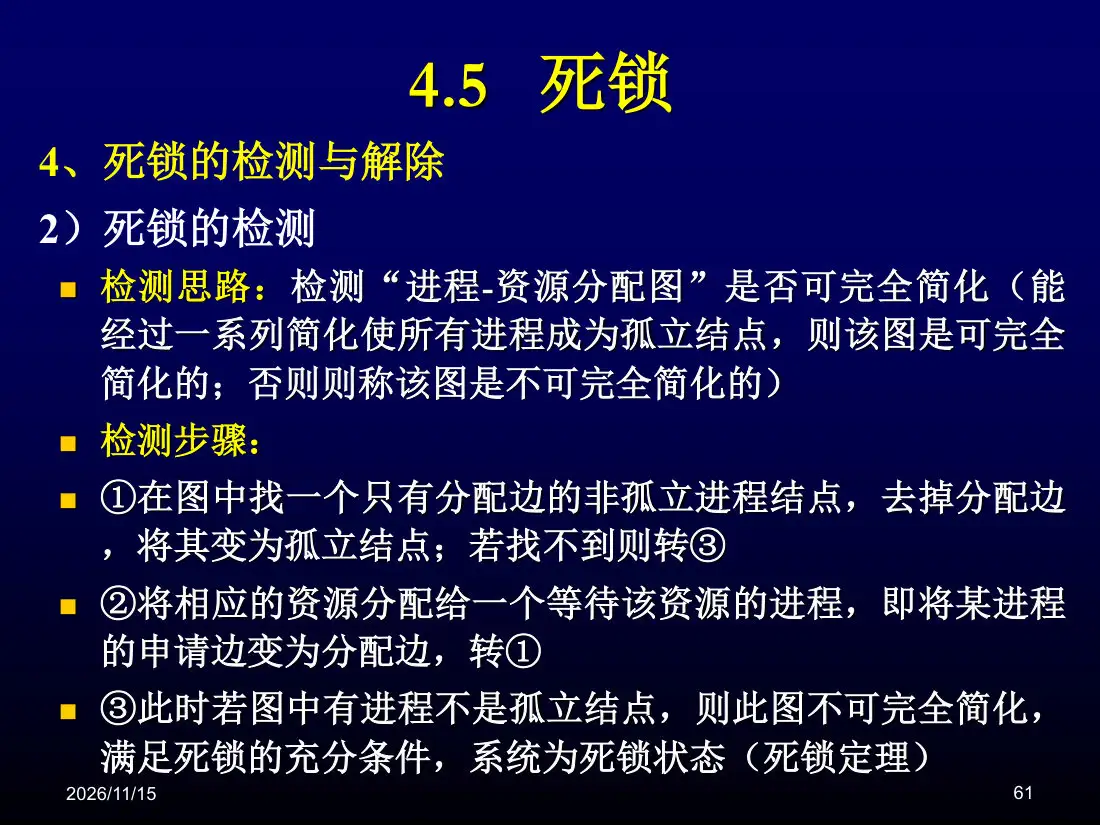 4.5 死锁
4、死锁的检测与解除
2）死锁的检测
■ 检测思路：检测“进程-资源分配图”是否可完全简化（能
经过一系列简化使所有进程成为孤立结点，则该图是可完全
简化的；否则则称该图是不可完全简化的）
■ 检测步骤：
■ ①在图中找一个只有分配边的非孤立进程结点，去掉分配边
，将其变为孤立结点；若找不到则转③
■ ②将相应的资源分配给一个等待该资源的进程，即将某进程
的申请边变为分配边，转①
■ ③此时若图中有进程不是孤立结点，则此图不可完全简化，
满足死锁的充分条件，系统为死锁状态（死锁定理）
2026/11/15
61